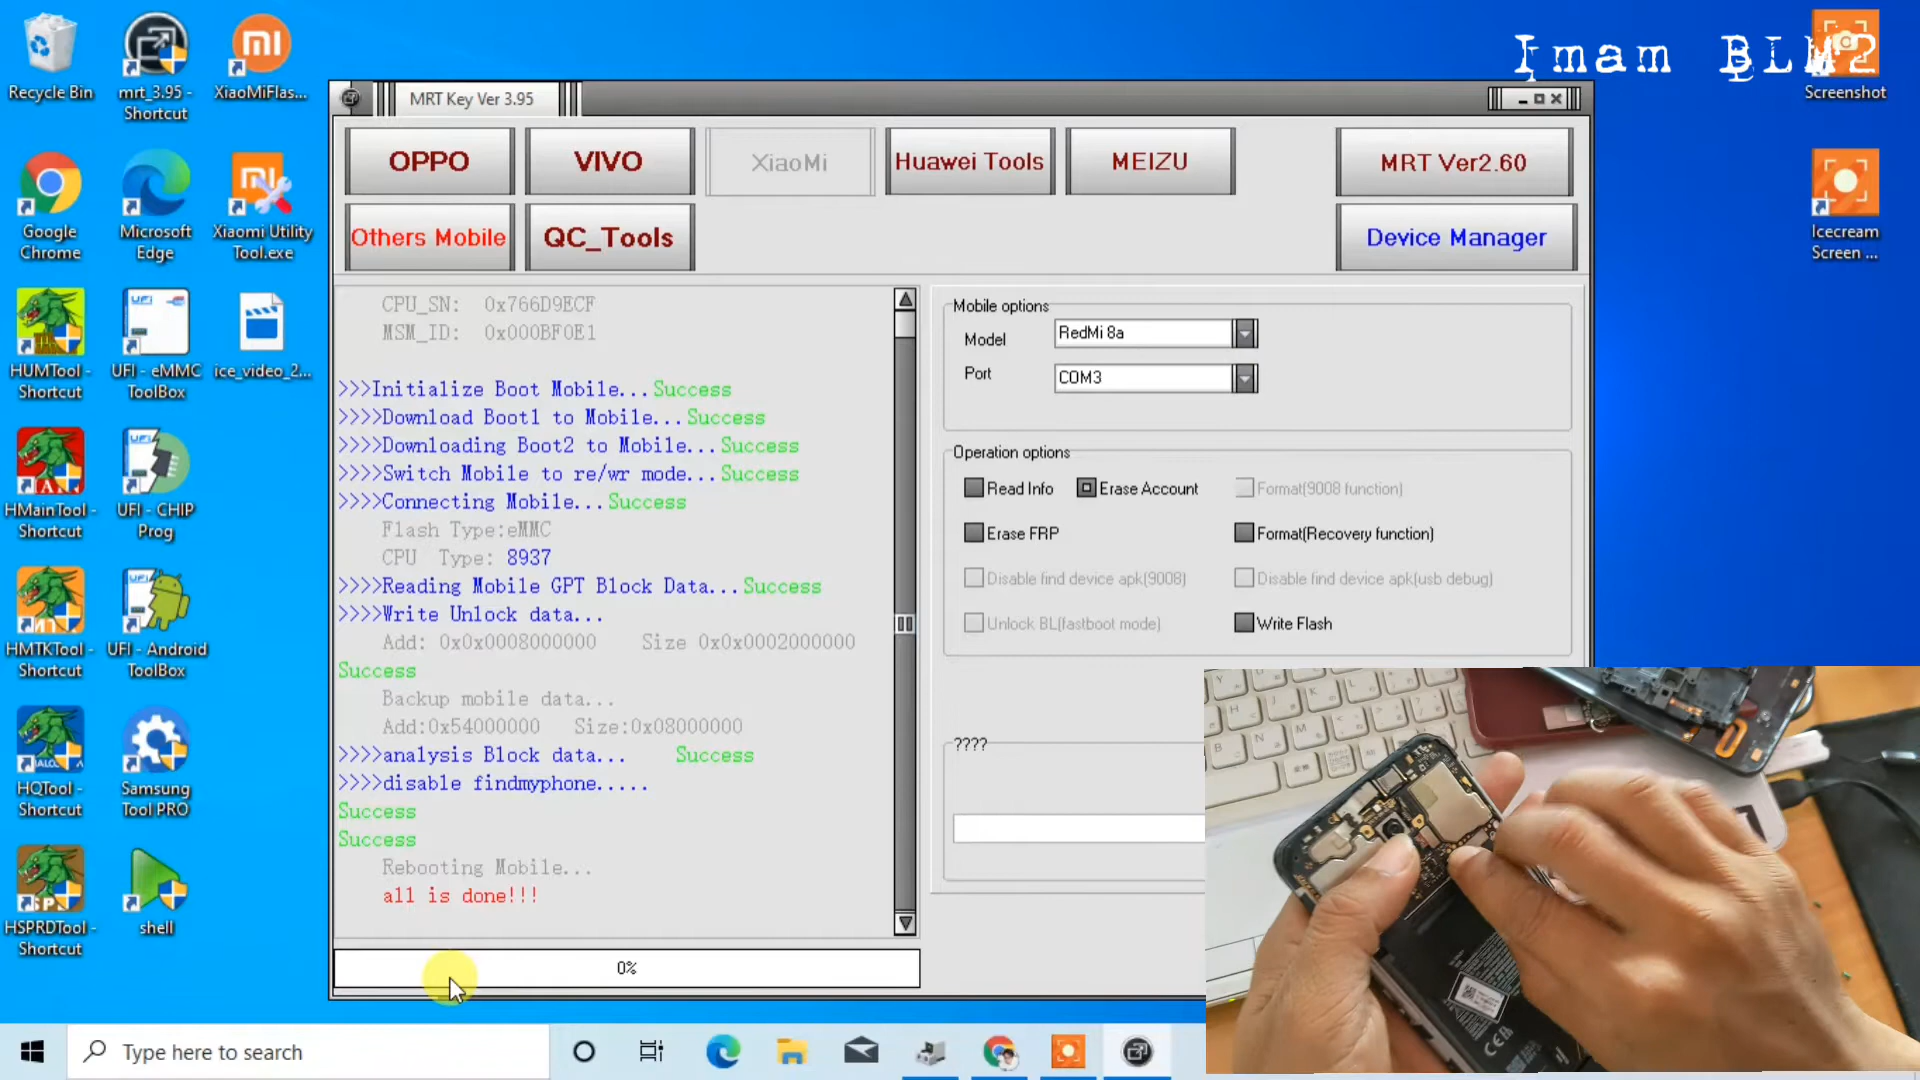 Imam BLM2
Recycle Bin
mrt_3.95 -
Shortcut
XiaoMiFlas...
Screenshot
Google
Chrome
Microsoft
Edge
Xiaomi Utility
Tool.exe
Icecream
Screen ...
HUMTool -
Shortcut
UFI - eMMC
ToolBox
ice_video_2...
HMainTool -
Shortcut
UFI - CHIP
Prog
HMTKTool -
Shortcut
UFI - Android
ToolBox
HQTool -
Shortcut
Samsung
Tool PRO
HSPRDTool -
Shortcut
shell
MRT Key Ver 3.95
OPPO
VIVO
XiaoMi
Huawei Tools
MEIZU
MRT Ver2.60
Others Mobile
QC_Tools
Device Manager
CPU_SN: 0x766D9ECF
MSM_ID: 0x000BF0E1
>>>Initialize Boot Mobile...Success
>>>>Download Boot1 to Mobile...Success
>>>>Downloading Boot2 to Mobile...Success
>>>>Switch Mobile to re/wr mode...Success
>>>>Connecting Mobile...Success
Flash Type:eMMC
CPU Type: 8937
>>>>Reading Mobile GPT Block Data...Success
>>>>Write Unlock data...
Add: 0x0x0008000000 Size 0x0x0002000000
Success
Backup mobile data...
Add:0x54000000 Size:0x08000000
>>>>analysis Block data... Success
>>>>disable findmyphone.....
Success
Success
Rebooting Mobile...
all is done!!!
0%
Mobile options
Model
RedMi 8a
Port
COM3
Operation options
Read Info
Erase Account
Format(9008 function)
Erase FRP
Format(Recovery function)
Disable find device apk(9008)
Disable find device apk(usb debug)
Unlock BL(fastboot mode)
Write Flash
????
Type here to search